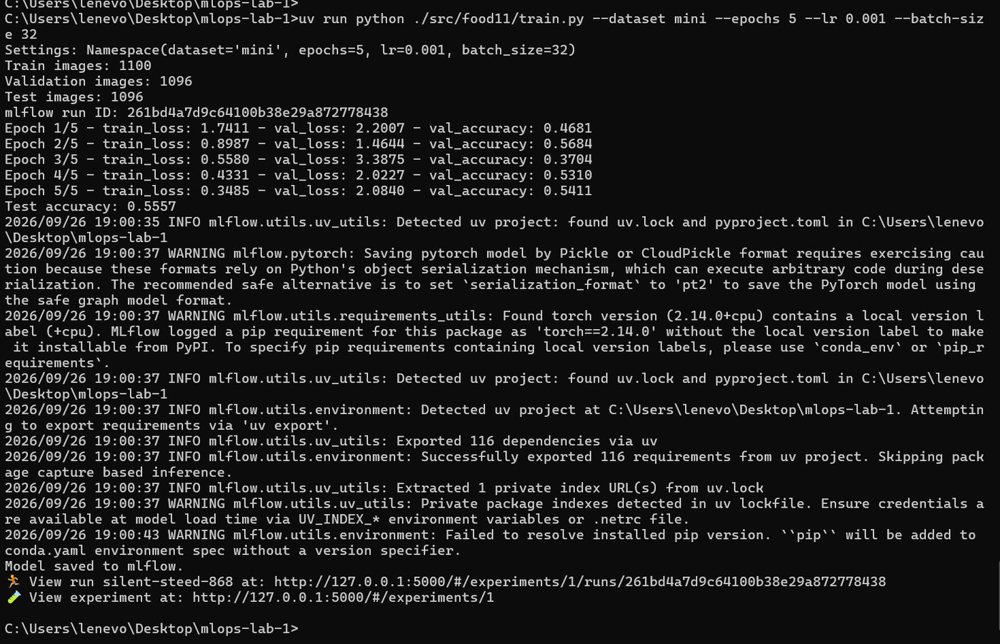 C:\Users\lenevo\Desktop\mlops-lab-1>
C:\Users\lenevo\Desktop\mlops-lab-1>uv run python ./src/food11/train.py --dataset mini --epochs 5 --lr 0.001 --batch-siz
e 32
Settings: Namespace(dataset='mini', epochs=5, lr=0.001, batch_size=32)
Train images: 1100
Validation images: 1096
Test images: 1096
mlflow run ID: 261bd4a7d9c64100b38e29a872778438
Epoch 1/5 - train_loss: 1.7411 - val_loss: 2.2007 - val_accuracy: 0.4681
Epoch 2/5 - train_loss: 0.8987 - val_loss: 1.4644 - val_accuracy: 0.5684
Epoch 3/5 - train_loss: 0.5580 - val_loss: 3.3875 - val_accuracy: 0.3704
Epoch 4/5 - train_loss: 0.4331 - val_loss: 2.0227 - val_accuracy: 0.5310
Epoch 5/5 - train_loss: 0.3485 - val_loss: 2.0840 - val_accuracy: 0.5411
Test accuracy: 0.5557
2026/09/26 19:00:35 INFO mlflow.utils.uv_utils: Detected uv project: found uv.lock and pyproject.toml in C:\Users\lenevo
\Desktop\mlops-lab-1
2026/09/26 19:00:37 WARNING mlflow.pytorch: Saving pytorch model by Pickle or CloudPickle format requires exercising cau
tion because these formats rely on Python's object serialization mechanism, which can execute arbitrary code during dese
rialization. The recommended safe alternative is to set `serialization_format` to 'pt2' to save the PyTorch model using
the safe graph model format.
2026/09/26 19:00:37 WARNING mlflow.utils.requirements_utils: Found torch version (2.14.0+cpu) contains a local version l
abel (+cpu). MLflow logged a pip requirement for this package as 'torch==2.14.0' without the local version label to make
 it installable from PyPI. To specify pip requirements containing local version labels, please use `conda_env` or `pip_r
equirements`.
2026/09/26 19:00:37 INFO mlflow.utils.uv_utils: Detected uv project: found uv.lock and pyproject.toml in C:\Users\lenevo
\Desktop\mlops-lab-1
2026/09/26 19:00:37 INFO mlflow.utils.environment: Detected uv project at C:\Users\lenevo\Desktop\mlops-lab-1. Attemptin
g to export requirements via 'uv export'.
2026/09/26 19:00:37 INFO mlflow.utils.uv_utils: Exported 116 dependencies via uv
2026/09/26 19:00:37 INFO mlflow.utils.environment: Successfully exported 116 requirements from uv project. Skipping pack
age capture based inference.
2026/09/26 19:00:37 INFO mlflow.utils.uv_utils: Extracted 1 private index URL(s) from uv.lock
2026/09/26 19:00:37 WARNING mlflow.utils.uv_utils: Private package indexes detected in uv lockfile. Ensure credentials a
re available at model load time via UV_INDEX_* environment variables or .netrc file.
2026/09/26 19:00:43 WARNING mlflow.utils.environment: Failed to resolve installed pip version. ``pip`` will be added to
conda.yaml environment spec without a version specifier.
Model saved to mlflow.
🏃 View run silent-steed-868 at: http://127.0.0.1:5000/#/experiments/1/runs/261bd4a7d9c64100b38e29a872778438
🧪 View experiment at: http://127.0.0.1:5000/#/experiments/1
C:\Users\lenevo\Desktop\mlops-lab-1>